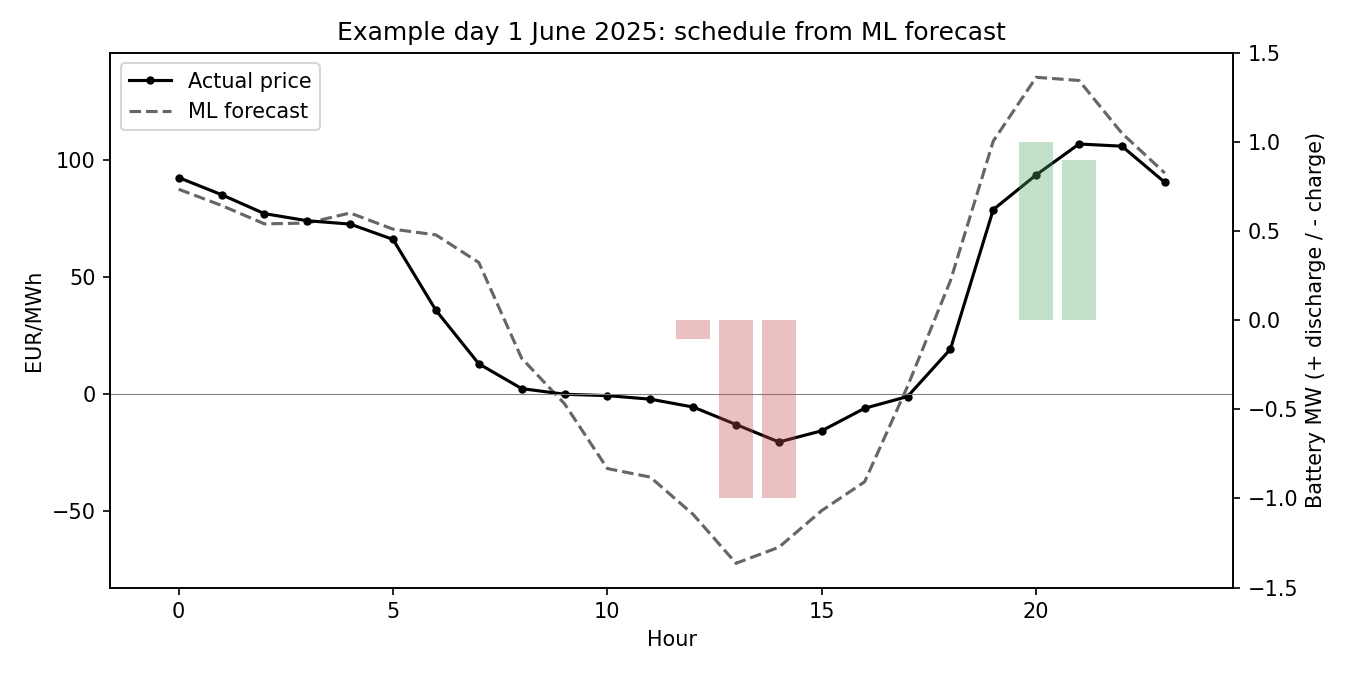 Example day 1 June 2025: schedule from ML forecast
Actual price
ML forecast
EUR/MWh
100
50
0
−50
1.5
1.0
0.5
0.0
−0.5
−1.0
−1.5
Battery MW (+ discharge / - charge)
0
5
10
15
20
Hour